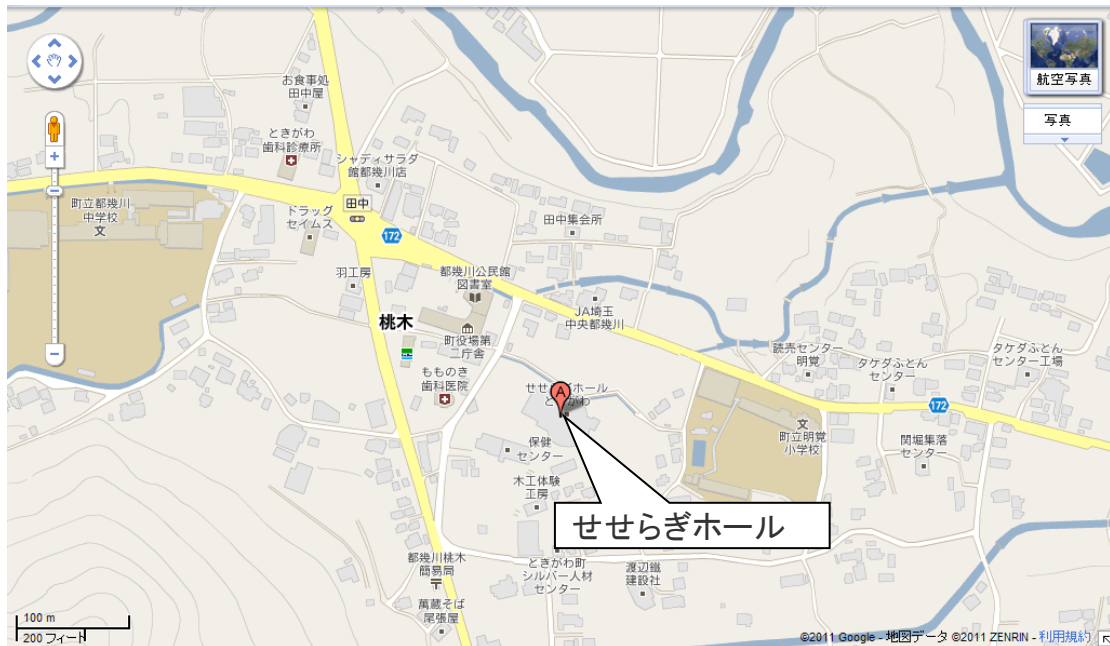 お食事処
田中屋
航空写真
写真
ときがわ
歯科診療所
シャディサラダ
館都幾川店
町立都幾川
中学校
文
ドラッグ
セイムス
田中
172
田中集会所
羽工房
都幾川公民館
図書室
桃木
町役場第
二庁舎
JA埼玉
中央都幾川
読売センター
明覚
タケダふとん
センター
タケダふとん
センター工場
もものき
歯科医院
せせらぎホール
ときがわ
A
172
保健
センター
文
町立明覚
小学校
関堀集落
センター
木工体験
工房
せせらぎホール
都幾川桃木
簡易局
〒
ときがわ町
シルバー人材
センター
渡辺鐵
建設社
萬蔵そば
尾張屋
100 m
200 フィート
©2011 Google - 地図データ ©2011 ZENRIN - 利用規約